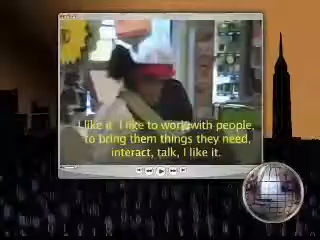 I like it I like to work with people,
to bring them things they need,
interact, talk, I like it.